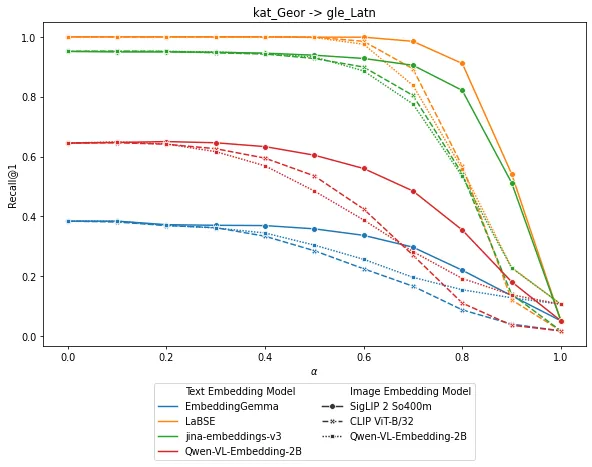 kat_Geor -> gle_Latn
1.0
0.8
0.6
0.4
0.2
0.0
Recall@1
0.0 0.2 0.4 0.6 0.8 1.0
α
Text Embedding Model Image Embedding Model
EmbeddingGemma SigLIP 2 So400m
LaBSE CLIP ViT-B/32
jina-embeddings-v3 Qwen-VL-Embedding-2B
Qwen-VL-Embedding-2B